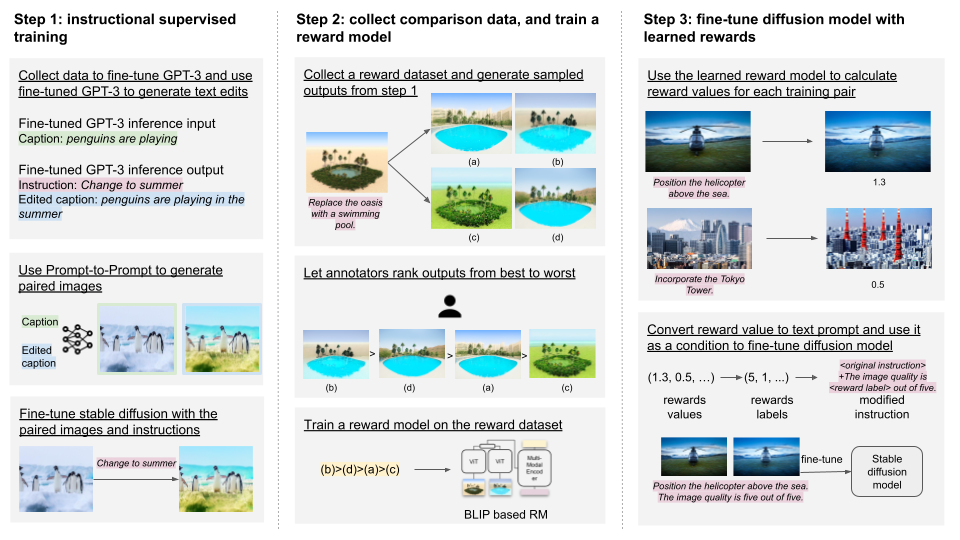 Step 1: instructional supervised
training
Collect data to fine-tune GPT-3 and use
fine-tuned GPT-3 to generate text edits
Fine-tuned GPT-3 inference input
Caption: penguins are playing
Fine-tuned GPT-3 inference output
Instruction: Change to summer
Edited caption: penguins are playing in the
summer
Use Prompt-to-Prompt to generate
paired images
Caption
Edited
caption
Fine-tune stable diffusion with the
paired images and instructions
Change to summer
Step 2: collect comparison data, and train a
reward model
Collect a reward dataset and generate sampled
outputs from step 1
Replace the oasis
with a swimming
pool.
(a)
(b)
(c)
(d)
Let annotators rank outputs from best to worst
> > >
(b)
(d)
(a)
(c)
Train a reward model on the reward dataset
(b)>(d)>(a)>(c)
ViT
ViT
Multi-
Modal
Encod
er
BLIP based RM
Step 3: fine-tune diffusion model with
learned rewards
Use the learned reward model to calculate
reward values for each training pair
Position the helicopter
above the sea.
1.3
Incorporate the Tokyo
Tower.
0.5
Convert reward value to text prompt and use it
as a condition to fine-tune diffusion model
(1.3, 0.5, …)
(5, 1, ...)
<original instruction>
+The image quality is
<reward label> out of five.
rewards
values
rewards
labels
modified
instruction
fine-tune
Stable
diffusion
model
Position the helicopter above the sea.
The image quality is five out of five.